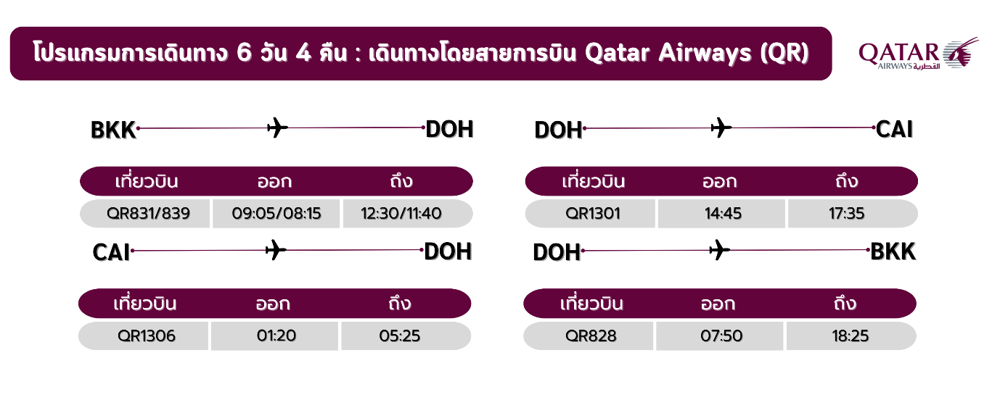 โปรแกรมการเดินทาง 6 วัน 4 คืน : เดินทางโดยสายการบิน Qatar Airways (QR)
QATAR
AIRWAYS القطرية
BKK DOH
เที่ยวบิน ออก ถึง
QR831/839 09:05/08:15 12:30/11:40
DOH CAI
เที่ยวบิน ออก ถึง
QR1301 14:45 17:35
CAI DOH
เที่ยวบิน ออก ถึง
QR1306 01:20 05:25
DOH BKK
เที่ยวบิน ออก ถึง
QR828 07:50 18:25